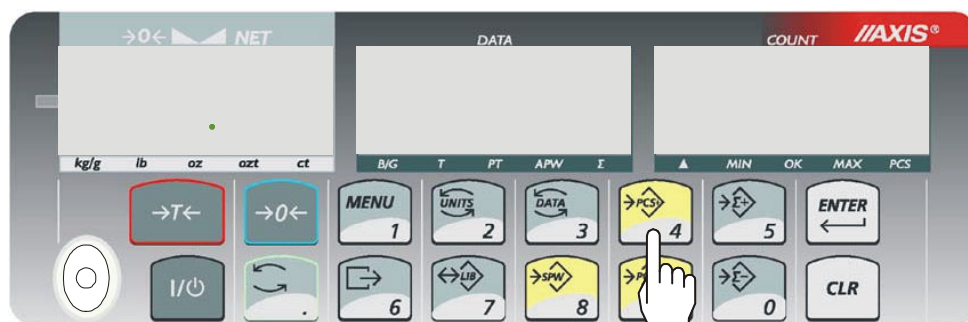 →0← NET
DATA
COUNT
//AXIS®
kg/g lb oz ozt ct
B/G T PT APW Σ
▲ MIN OK MAX PCS
→T←
→0←
MENU 1
UNITS 2
DATA 3
→PCS 4
→Σ+ 5
ENTER
I/⏻
.
6
↔LIB 7
→SPW 8
→Σ- 0
CLR